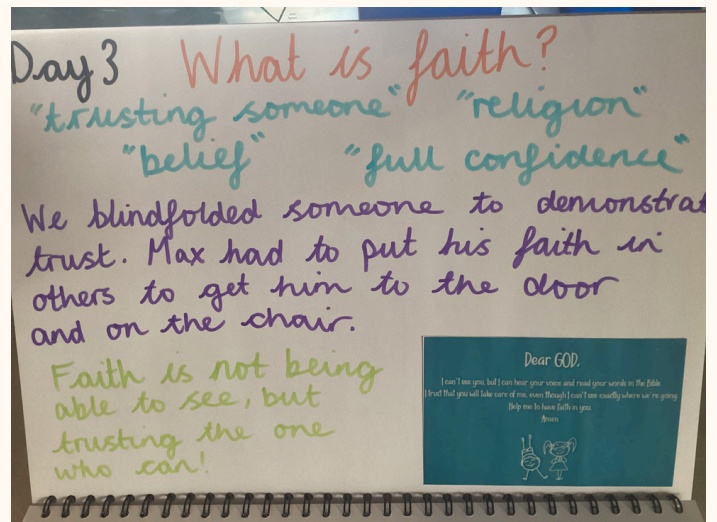 Day 3 What is faith?
"trusting someone" "religion"
"belief" "full confidence"
We blindfolded someone to demonstrat
trust. Max had to put his faith in
others to get him to the door
and on the chair.
Faith is not being
able to see, but
trusting the one
who can!
Dear GOD,
I can't see you, but I can hear your voice and read your words in the Bible
I trust that you will take care of me, even though I can't see exactly where we're going.
Help me to have faith in you
Amen